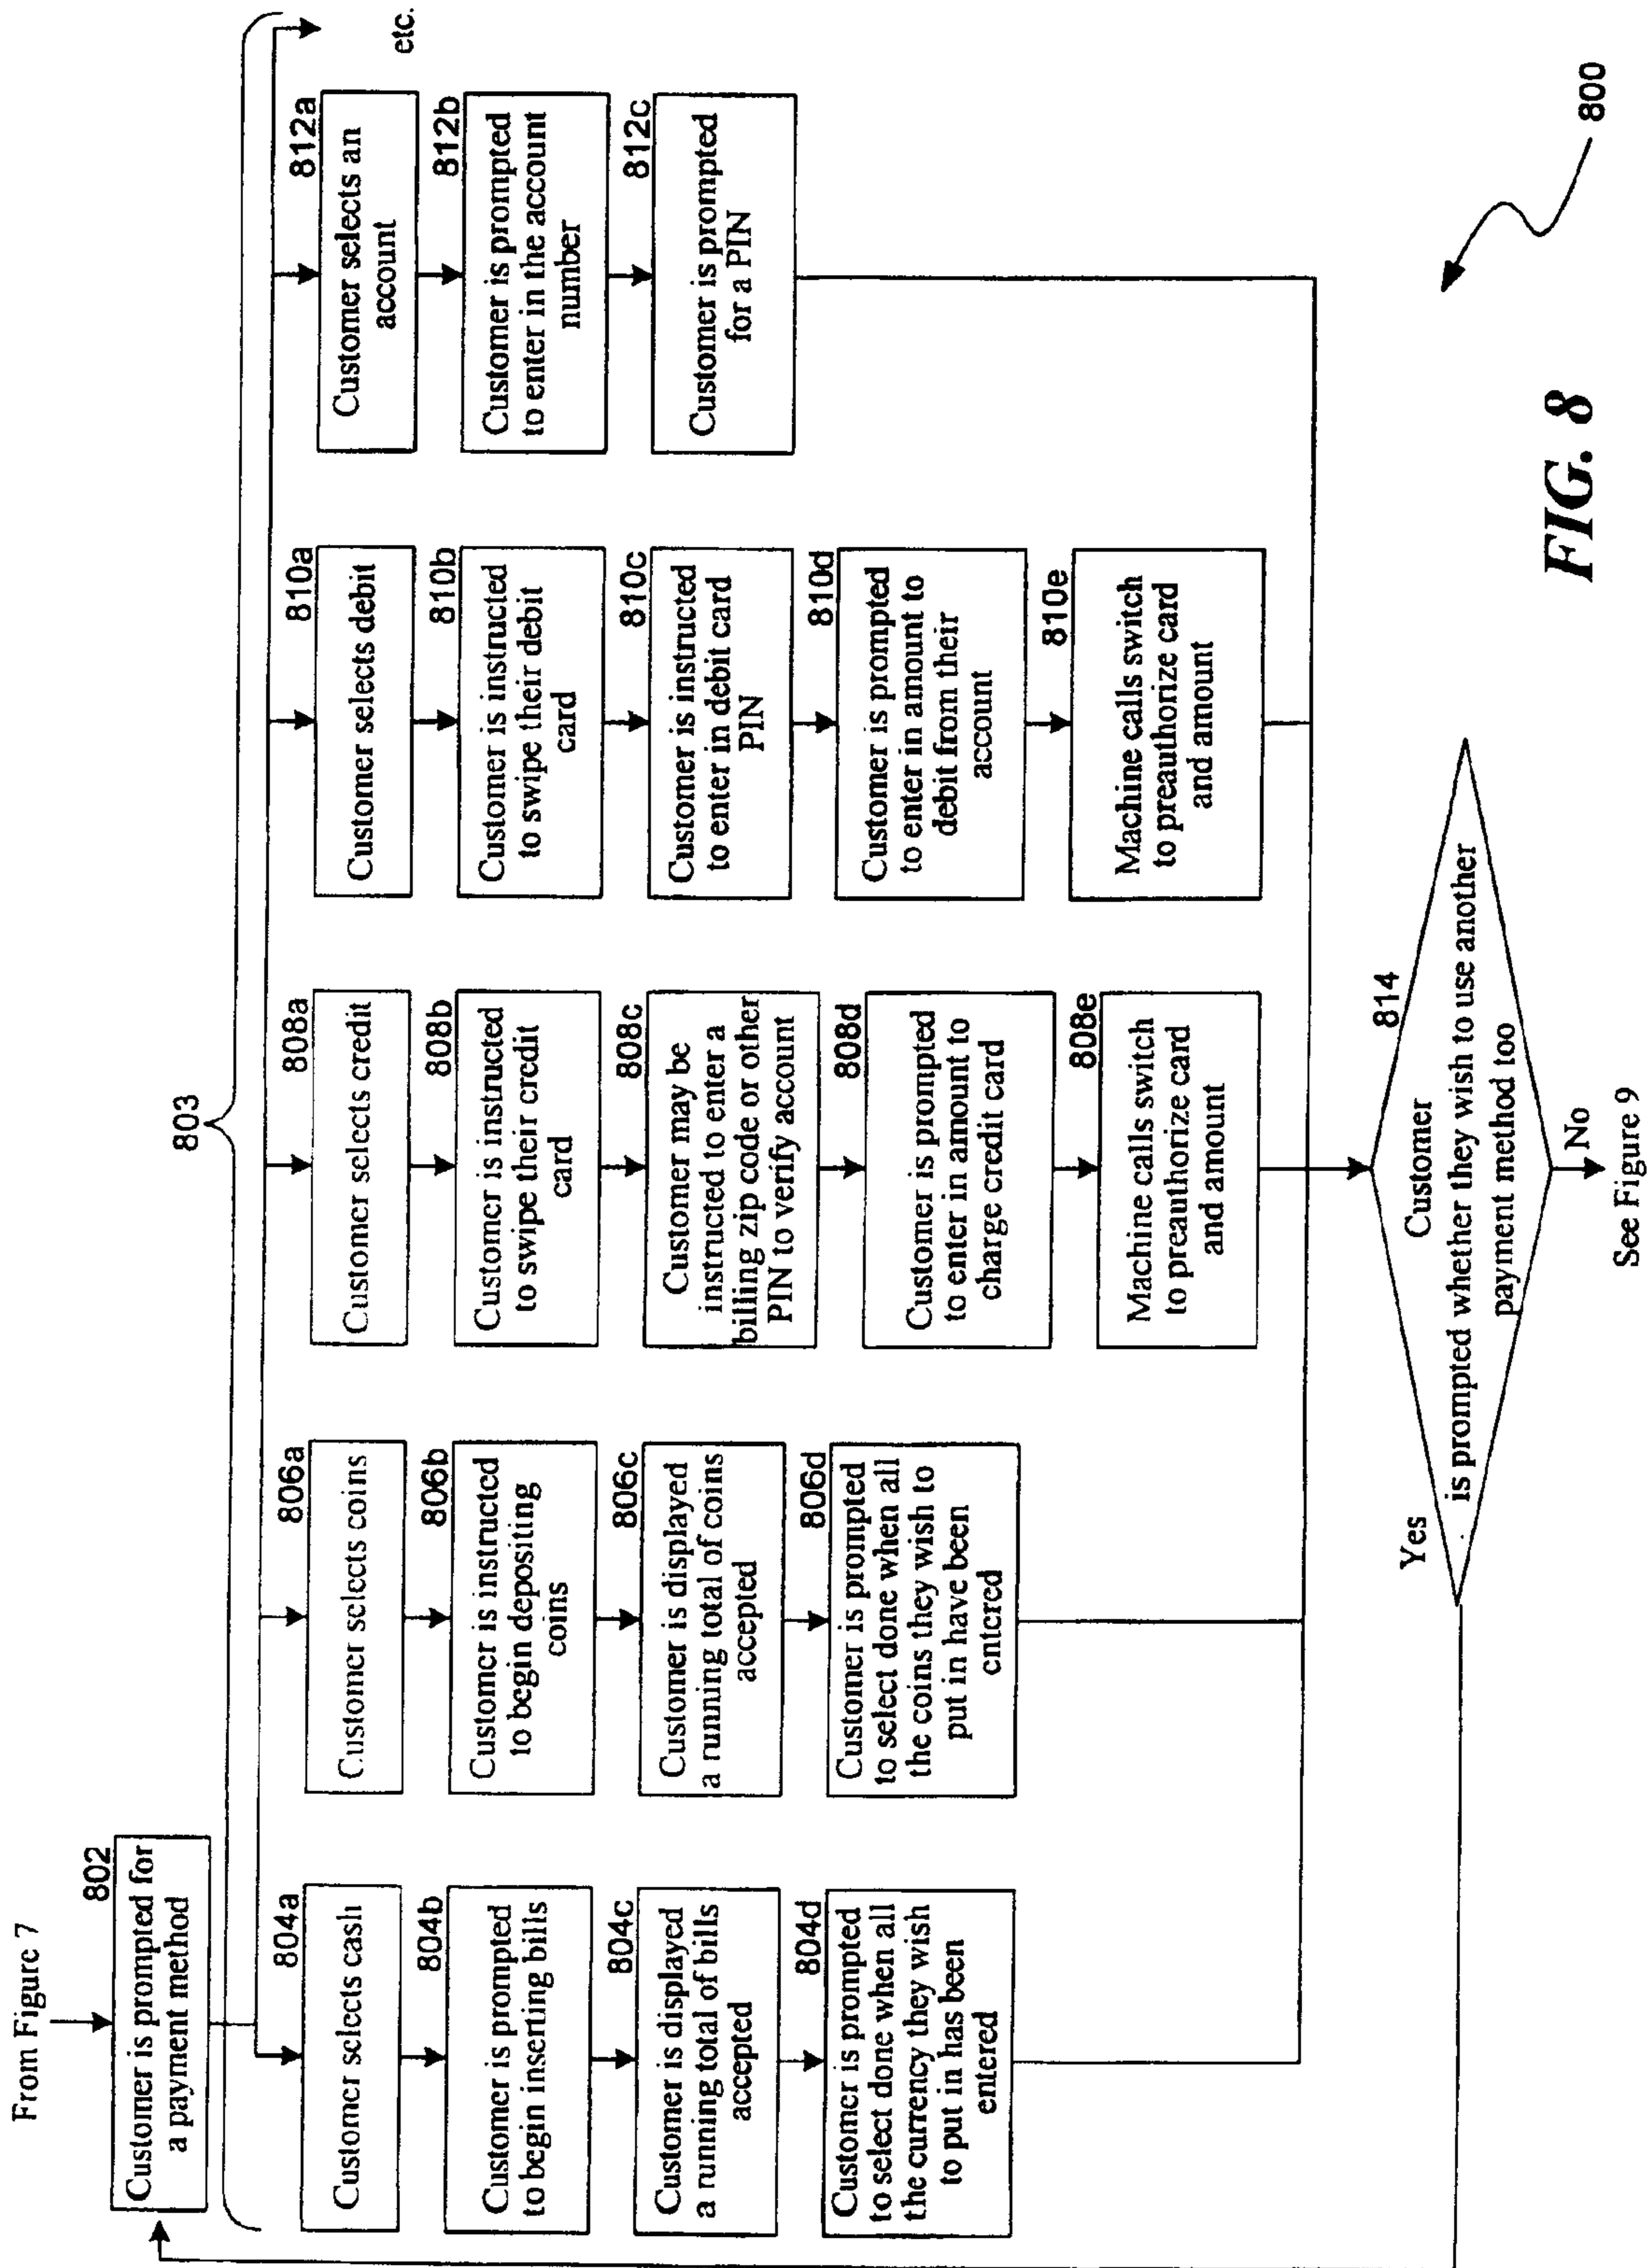 From Figure 7
802
Customer is prompted for
a payment method
803
804a
Customer selects cash
804b
Customer is prompted
to begin inserting bills
804c
Customer is displayed
a running total of bills
accepted
804d
Customer is prompted
to select done when all
the currency they wish
to put in has been
entered
806a
Customer selects coins
806b
Customer is instructed
to begin depositing
coins
806c
Customer is displayed
a running total of coins
accepted
806d
Customer is prompted
to select done when all
the coins they wish to
put in have been
entered
808a
Customer selects credit
808b
Customer is instructed
to swipe their credit
card
808c
Customer may be
instructed to enter a
billing zip code or other
PIN to verify account
808d
Customer is prompted
to enter in amount to
charge credit card
808e
Machine calls switch
to preauthorize card
and amount
810a
Customer selects debit
810b
Customer is instructed
to swipe their debit
card
810c
Customer is instructed
to enter in debit card
PIN
810d
Customer is prompted
to enter in amount to
debit from their
account
810e
Machine calls switch
to preauthorize card
and amount
812a
Customer selects an
account
812b
Customer is prompted
to enter in the account
number
812c
Customer is prompted
for a PIN
etc.
814
Customer
is prompted whether they wish to use another
payment method too
Yes
No
See Figure 9
800
FIG. 8